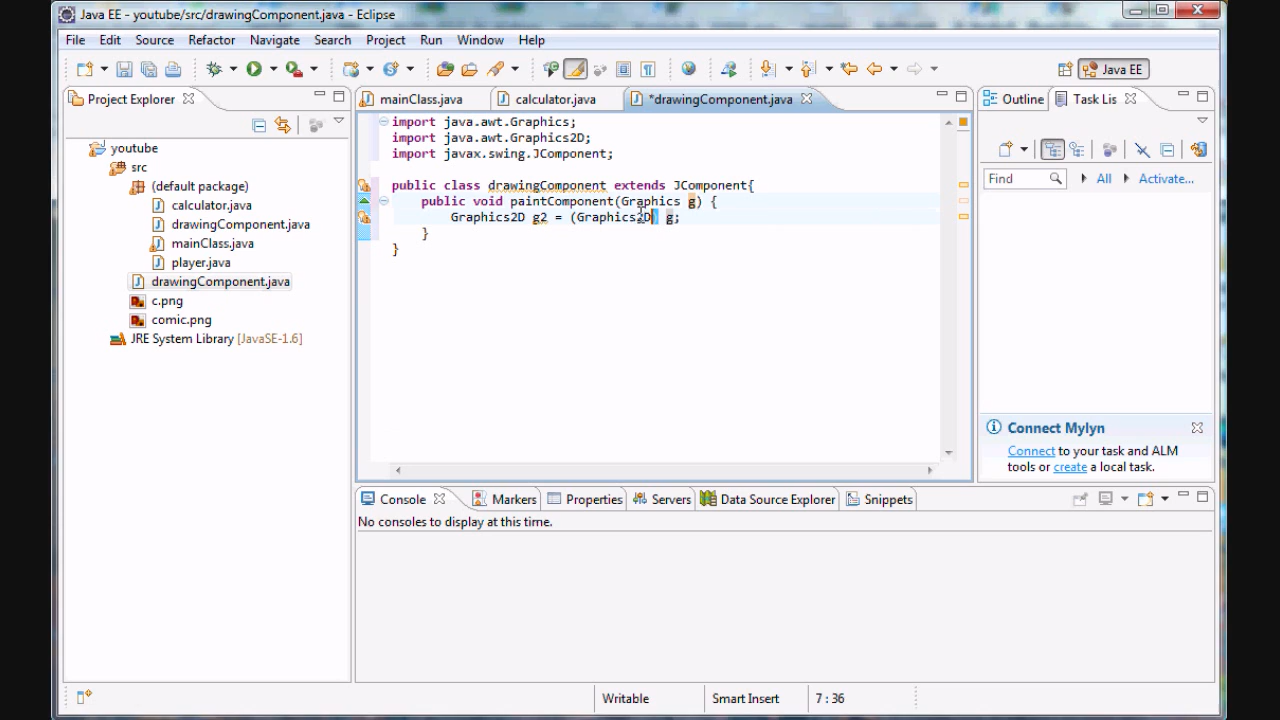 Java EE - youtube/src/drawingComponent.java - Eclipse
File Edit Source Refactor Navigate Search Project Run Window Help
Java EE
Project Explorer
mainClass.java calculator.java *drawingComponent.java
Outline Task Lis
youtube
src
(default package)
calculator.java
drawingComponent.java
mainClass.java
player.java
drawingComponent.java
c.png
comic.png
JRE System Library [JavaSE-1.6]
import java.awt.Graphics;
import java.awt.Graphics2D;
import javax.swing.JComponent;
public class drawingComponent extends JComponent{
public void paintComponent(Graphics g) {
Graphics2D g2 = (Graphics2D) g;
}
}
Find All Activate...
Connect Mylyn
Connect to your task and ALM
tools or create a local task.
Console Markers Properties Servers Data Source Explorer Snippets
No consoles to display at this time.
Writable Smart Insert 7 : 36